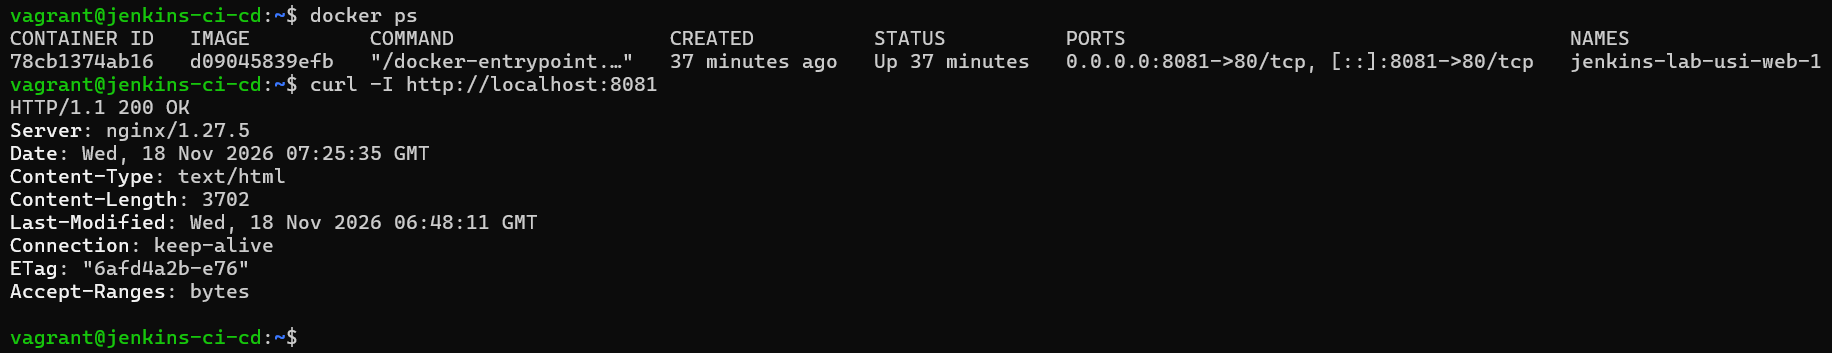 vagrant@jenkins-ci-cd:~$ docker ps
CONTAINER ID   IMAGE          COMMAND                  CREATED          STATUS          PORTS                                     NAMES
78cb1374ab16   d09045839efb   "/docker-entrypoint.…"   37 minutes ago   Up 37 minutes   0.0.0.0:8081->80/tcp, [::]:8081->80/tcp   jenkins-lab-usi-web-1
vagrant@jenkins-ci-cd:~$ curl -I http://localhost:8081
HTTP/1.1 200 OK
Server: nginx/1.27.5
Date: Wed, 18 Nov 2026 07:25:35 GMT
Content-Type: text/html
Content-Length: 3702
Last-Modified: Wed, 18 Nov 2026 06:48:11 GMT
Connection: keep-alive
ETag: "6afd4a2b-e76"
Accept-Ranges: bytes
vagrant@jenkins-ci-cd:~$